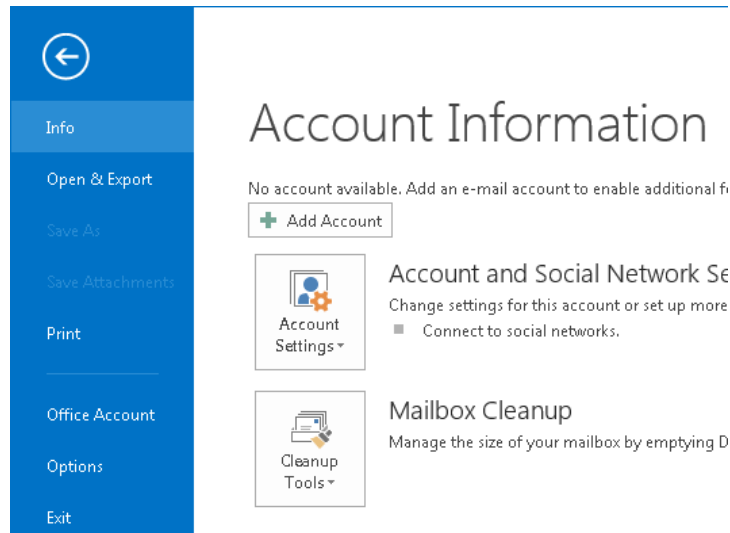 Info
Open & Export
Save As
Save Attachments
Print
Office Account
Options
Exit
Account Information
No account available. Add an e-mail account to enable additional f
Add Account
Account
Settings
Account and Social Network Se
Change settings for this account or set up more
Connect to social networks.
Cleanup
Tools
Mailbox Cleanup
Manage the size of your mailbox by emptying D